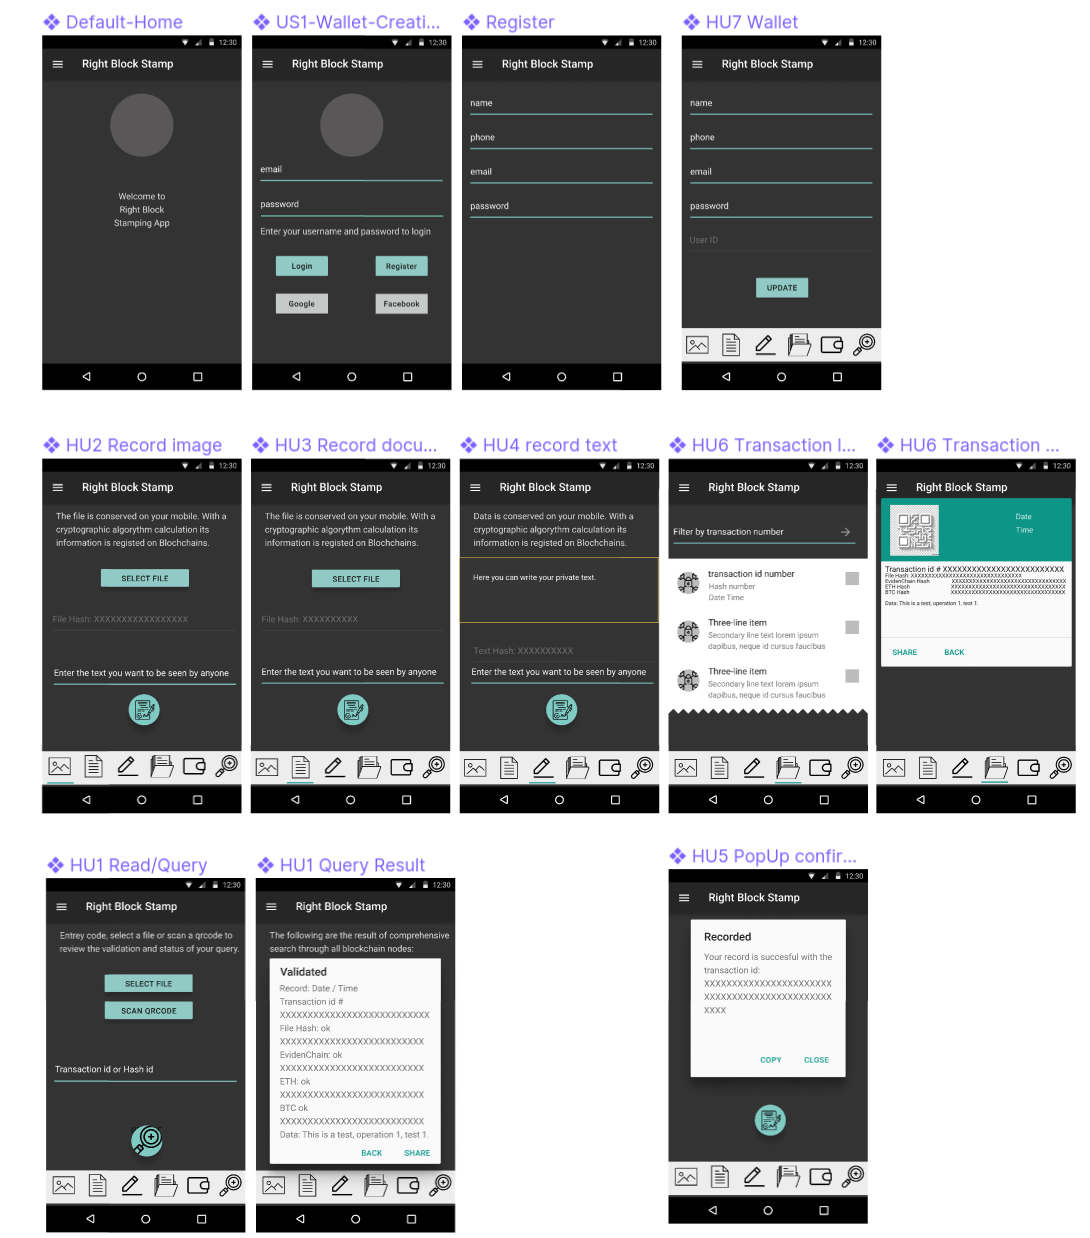 Default-Home
12:30
Right Block Stamp
Welcome to
Right Block
Stamping App
US1-Wallet-Creati...
12:30
Right Block Stamp
email
password
Enter your username and password to login
Login
Register
Google
Facebook
Register
12:30
Right Block Stamp
name
phone
email
password
HU7 Wallet
12:30
Right Block Stamp
name
phone
email
password
User ID
UPDATE
HU2 Record image
12:30
Right Block Stamp
The file is conserved on your mobile. With a
cryptographic algorythm calculation its
information is registed on Blochchains.
SELECT FILE
File Hash: XXXXXXXXXXXXXXXXX
Enter the text you want to be seen by anyone
HU3 Record docu...
12:30
Right Block Stamp
The file is conserved on your mobile. With a
cryptographic algorythm calculation its
information is registed on Blochchains.
SELECT FILE
File Hash: XXXXXXXXXX
Enter the text you want to be seen by anyone
HU4 record text
12:30
Right Block Stamp
Data is conserved on your mobile. With a
cryptographic algorythm calculation its
information is registed on Blochchains.
Here you can write your private text.
Text Hash: XXXXXXXXXX
Enter the text you want to be seen by anyone
HU6 Transaction l...
12:30
Right Block Stamp
Filter by transaction number
transaction id number
Hash number
Date Time
Three-line item
Secondary line text lorem ipsum
dapibus, neque id cursus faucibus
Three-line item
Secondary line text lorem ipsum
dapibus, neque id cursus faucibus
HU6 Transaction ...
12:30
Right Block Stamp
Date
Time
Transaction id # XXXXXXXXXXXXXXXXXXXXXXXX
File Hash: XXXXXXXXXXXXXXXXXXXXXXXXXXXXXXX
EvidenChain Hash XXXXXXXXXXXXXXXXXXXXXXXXXXXXXXXX
ETH Hash XXXXXXXXXXXXXXXXXXXXXXXXXXXXXXXX
BTC Hash XXXXXXXXXXXXXXXXXXXXXXXXXXXXXXXX
Data: This is a test, operation 1, test 1.
SHARE
BACK
HU1 Read/Query
12:30
Right Block Stamp
Entrey code, select a file or scan a qrcode to
review the validation and status of your query.
SELECT FILE
SCAN QRCODE
Transaction id or Hash id
HU1 Query Result
12:30
Right Block Stamp
The following are the result of comprehensive
search through all blockchain nodes:
Validated
Record: Date / Time
Transaction id #
XXXXXXXXXXXXXXXXXXXXXXXXXXX
File Hash: ok
XXXXXXXXXXXXXXXXXXXXXXXXXX
EvidenChain: ok
XXXXXXXXXXXXXXXXXXXXXXXXXX
ETH: ok
XXXXXXXXXXXXXXXXXXXXXXXXXX
BTC ok
XXXXXXXXXXXXXXXXXXXXXXXXXX
Data: This is a test, operation 1, test 1.
BACK
SHARE
HU5 PopUp confir...
12:30
Right Block Stamp
Recorded
Your record is succesful with the
transaction id:
XXXXXXXXXXXXXXXXXXXXXXX
XXXXXXXXXXXXXXXXXXXXXXX
XXXX
COPY
CLOSE